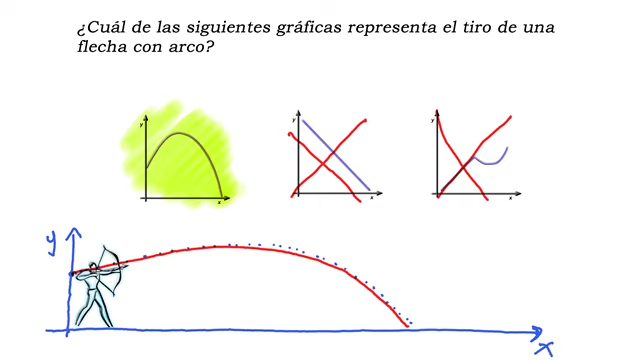 ¿Cuál de las siguientes gráficas representa el tiro de una
flecha con arco?
y
x
y
x
y
x
y
x